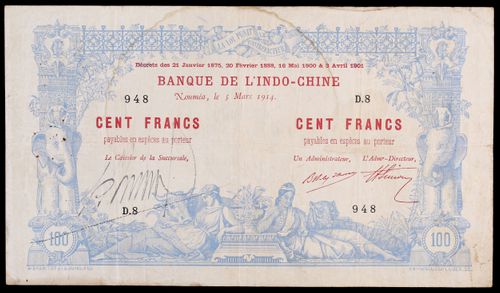 Décrets des 21 Janvier 1875, 20 Février 1888, 16 Mai 1900 & 3 Avril 1901
BANQUE DE L'INDO-CHINE
948
Nouméa, le 5 Mars 1914.
D.8
CENT FRANCS
CENT FRANCS
payables en espèces au porteur
payables en espèces au porteur
Le Caissier de la Succursale,
Un Administrateur,
L'Admr-Directeur,
D.8
948
100
100